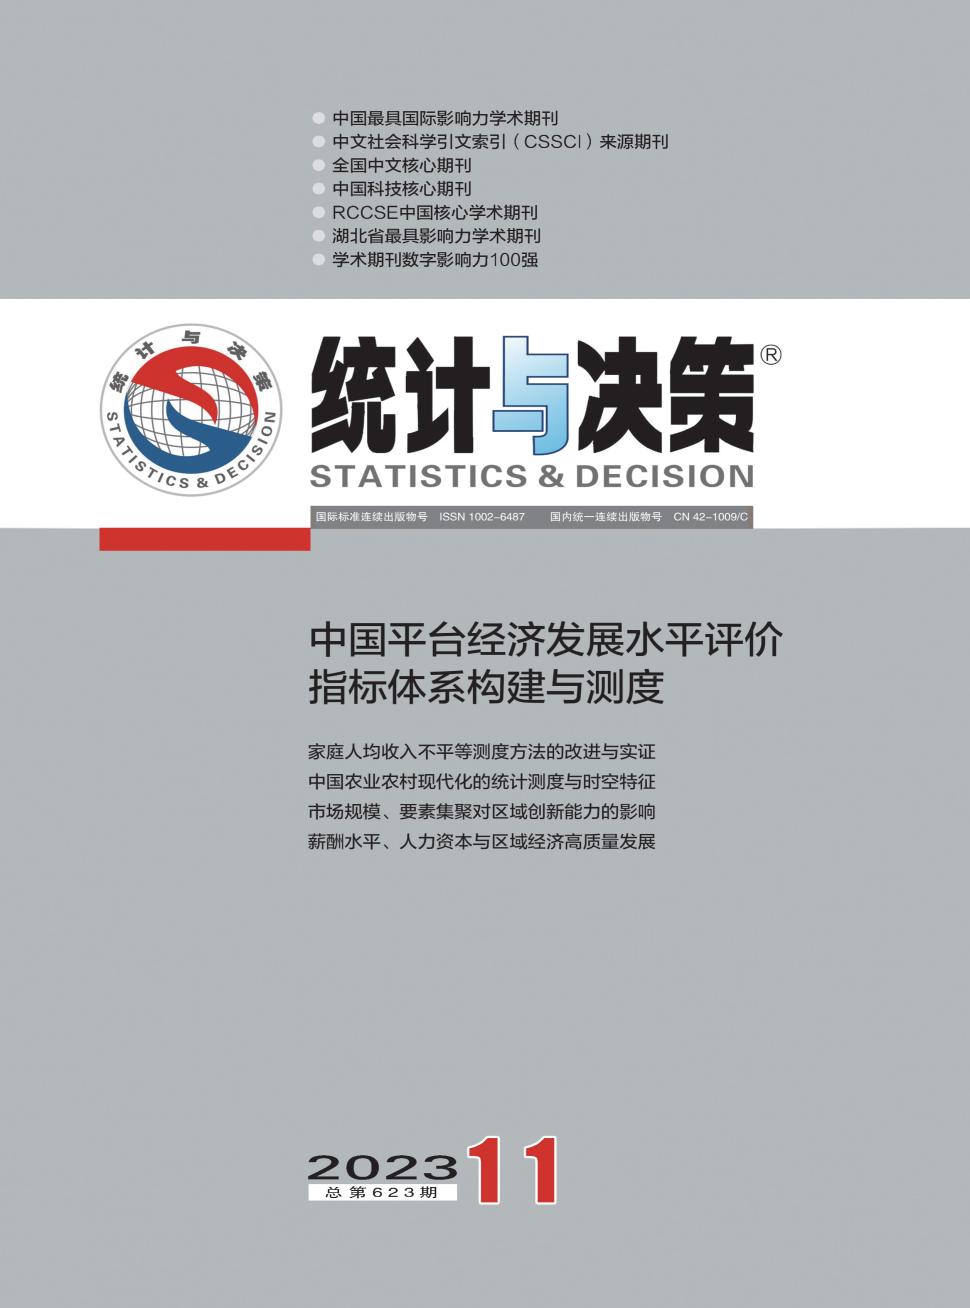 中国最具国际影响力学术期刊
中文社会科学引文索引（CSSCI）来源期刊
全国中文核心期刊
中国科技核心期刊
RCCSE中国核心学术期刊
湖北省最具影响力学术期刊
学术期刊数字影响力100强
统计与决策
STATISTICS & DECISION
统计与决策®
STATISTICS & DECISION
国际标准连续出版物号 ISSN 1002-6487 国内统一连续出版物号 CN 42-1009/C
中国平台经济发展水平评价
指标体系构建与测度
家庭人均收入不平等测度方法的改进与实证
中国农业农村现代化的统计测度与时空特征
市场规模、要素集聚对区域创新能力的影响
薪酬水平、人力资本与区域经济高质量发展
2023 11
总第623期